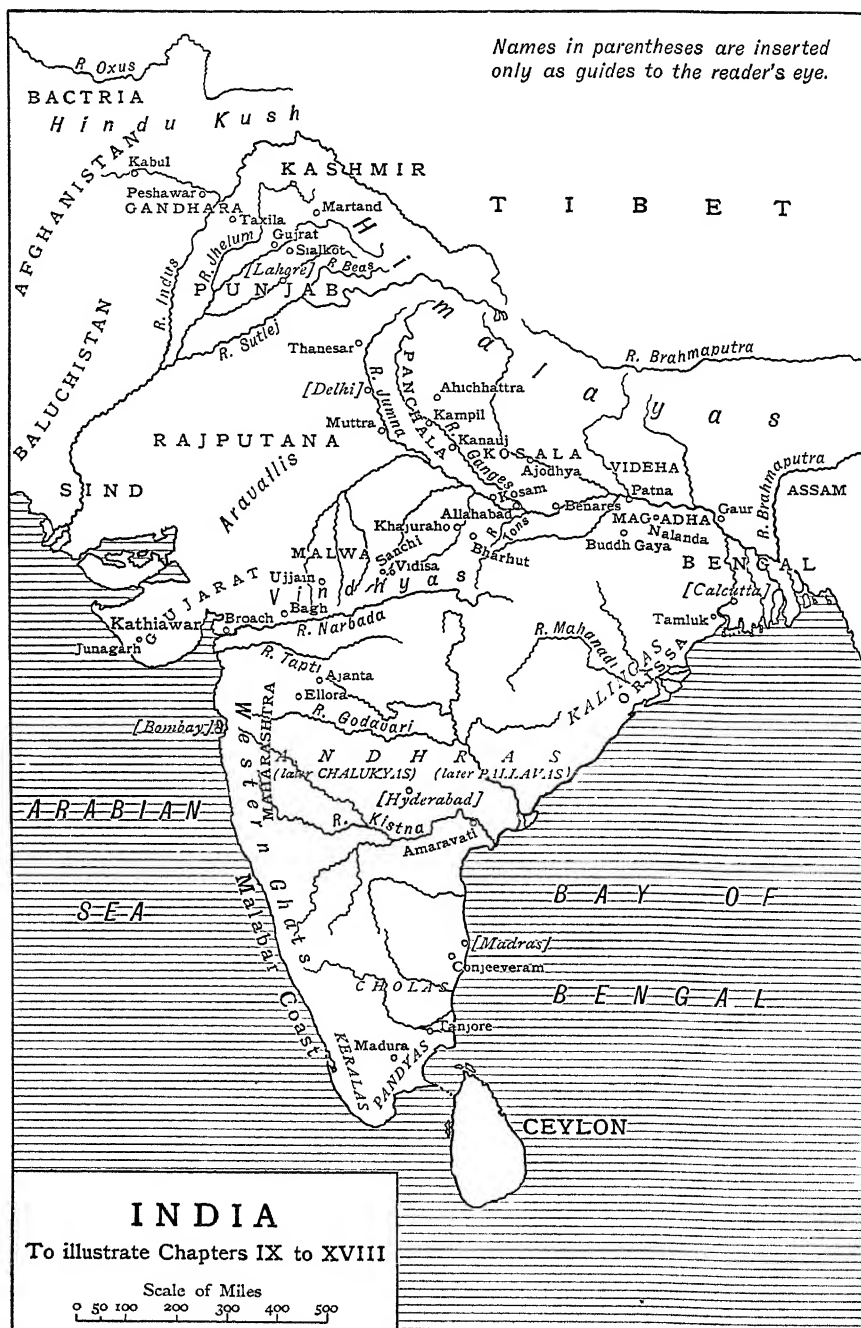 Names in parentheses are inserted
only as guides to the reader's eye.
R. Oxus
BACTRIA
Hindu Kush
AFGHANISTAN
Kabul
KASHMIR
Peshawar
GANDHARA
Taxila
Martand
TIBET
Gujrat
Sialkot
R. Jhelum
[Lahore]
R. Beas
PUNJAB
R. Indus
R. Sutlej
Himalayas
BALUCHISTAN
Thanesar
R. Brahmaputra
[Delhi]
PANCHALA
Ahichhattra
R. Jumna
Kampil
Muttra
Kanauj
RAJPUTANA
R. Ganges
KOSALA
Ajodhya
VIDEHA
R. Brahmaputra
SIND
Aravallis
Kosam
Patna
ASSAM
Allahabad
Benares
MAGADHA
Gaur
Khajuraho
R. Tons
Nalanda
MALWA
Sanchi
Bharhut
Buddh Gaya
BENGAL
Ujjain
Vidisa
Vindhyas
[Calcutta]
GUJARAT
Kathiawar
Broach
Bagh
Tamluk
Junagarh
R. Narbada
R. Mahanadi
R. Tapti
Ajanta
KALINGAS
ORISSA
Ellora
[Bombay]
MAHARASHTRA
R. Godavari
Western Ghats
ANDHRAS
(later CHALUKYAS)
(later PALLAVAS)
[Hyderabad]
ARABIAN
R. Kistna
Amaravati
SEA
BAY OF
Malabar Coast
[Madras]
Conjeeveram
CHOLAS
BENGAL
Tanjore
Madura
KERALAS
PANDYAS
CEYLON
INDIA
To illustrate Chapters IX to XVIII
Scale of Miles
0 50 100 200 300 400 500